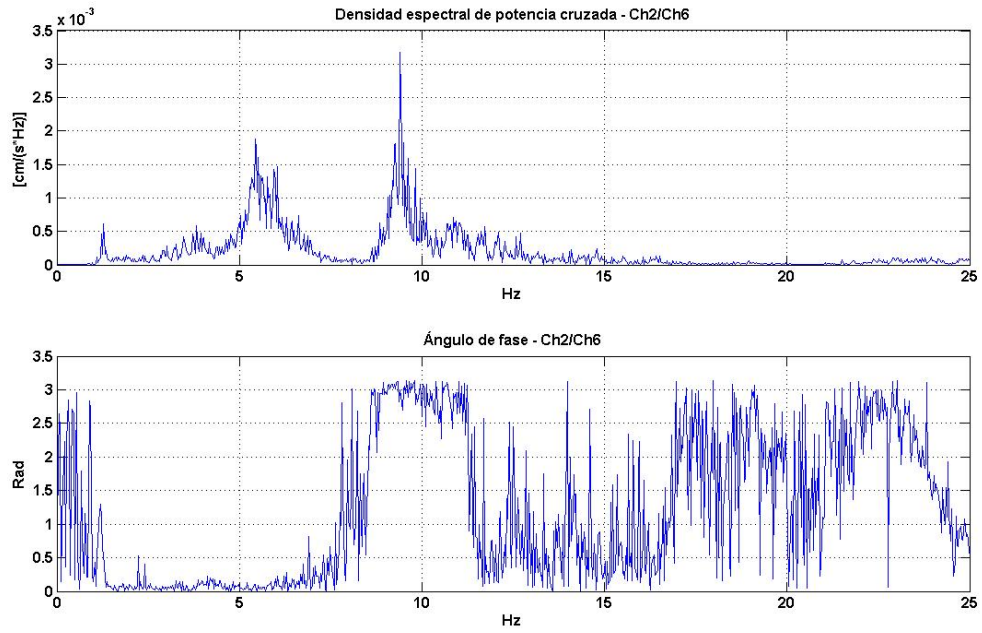 Densidad espectral de potencia cruzada - Ch2/Ch6
x 10^-3
3.5
3
2.5
2
1.5
1
0.5
0
[cm/(s*Hz)]
0 5 10 15 20 25
Hz
Ángulo de fase - Ch2/Ch6
3.5
3
2.5
2
1.5
1
0.5
0
Rad
0 5 10 15 20 25
Hz